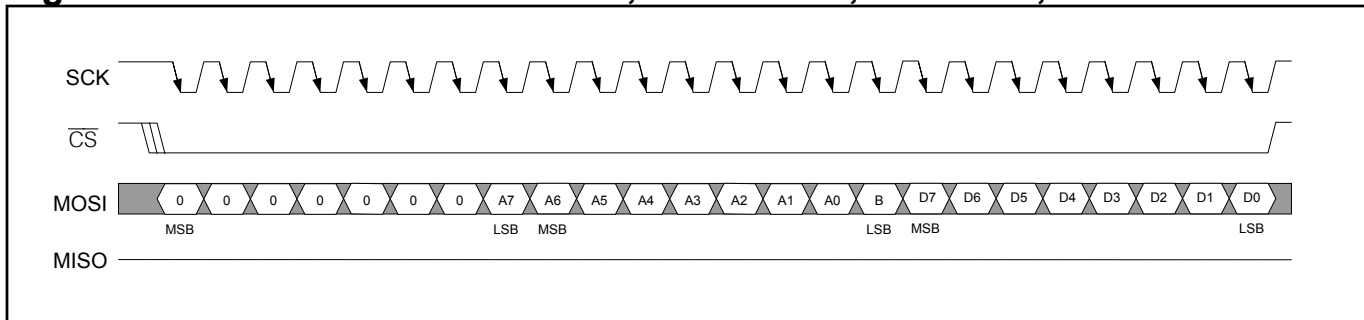 SCK
CS
MOSI 0 0 0 0 0 0 0 A7 A6 A5 A4 A3 A2 A1 A0 B D7 D6 D5 D4 D3 D2 D1 D0
MSB LSB MSB LSB MSB LSB
MISO